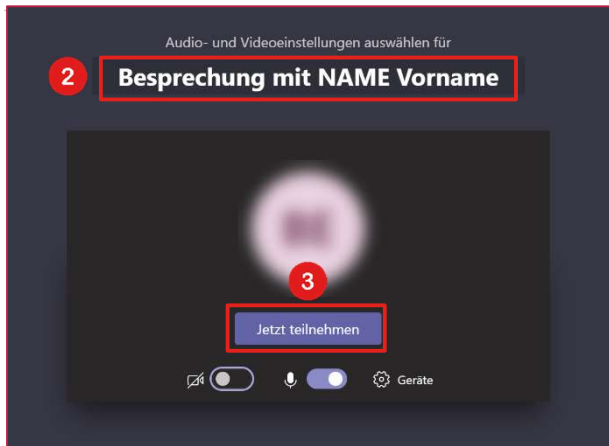 Audio- und Videoeinstellungen auswählen für
2
Besprechung mit NAME Vorname
3
Jetzt teilnehmen
Geräte